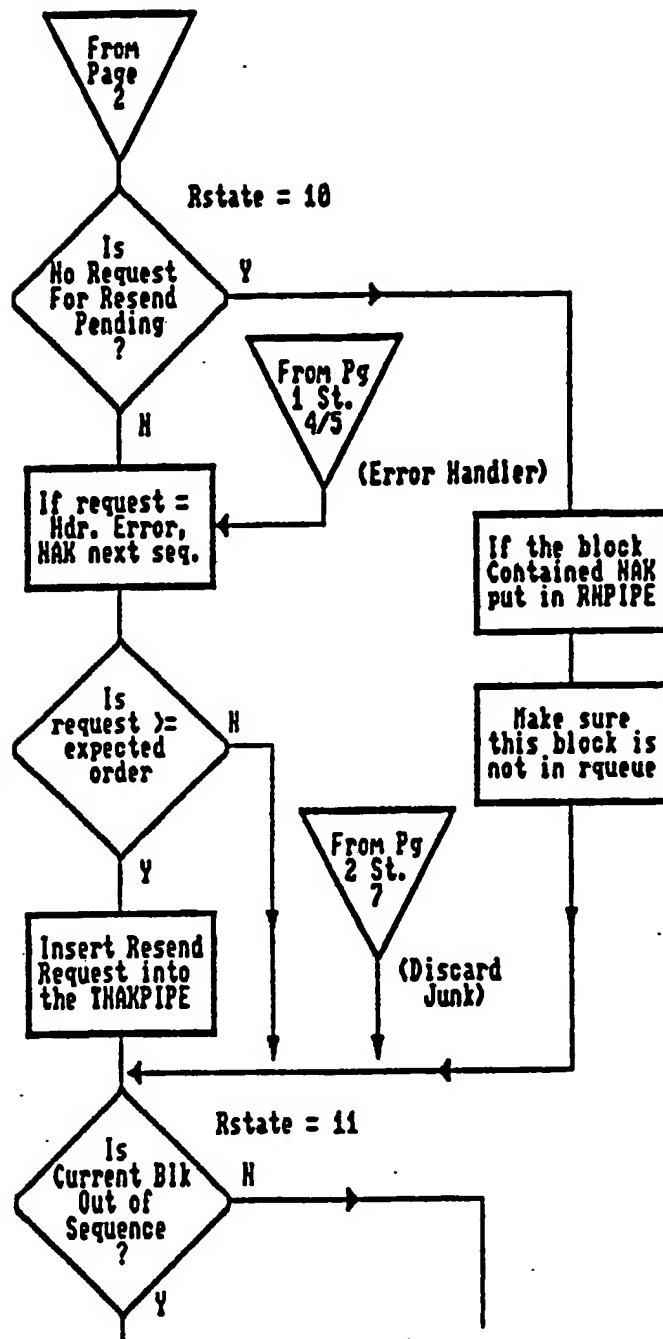 From
Page
2
Rstate = 10
Is
No Request
For Resend
Pending
?
Y
N
From Pg
1 St.
4/5
(Error Handler)
If request =
Hdr. Error,
NAK next seq.
If the block
Contained NAK
put in RNPIPE
Is
request >=
expected
order
N
Y
Make sure
this block is
not in rqueue
From Pg
2 St.
7
(Discard
Junk)
Insert Resend
Request into
the TNAKPIPE
Rstate = 11
Is
Current Blk
Out of
Sequence
?
N
Y